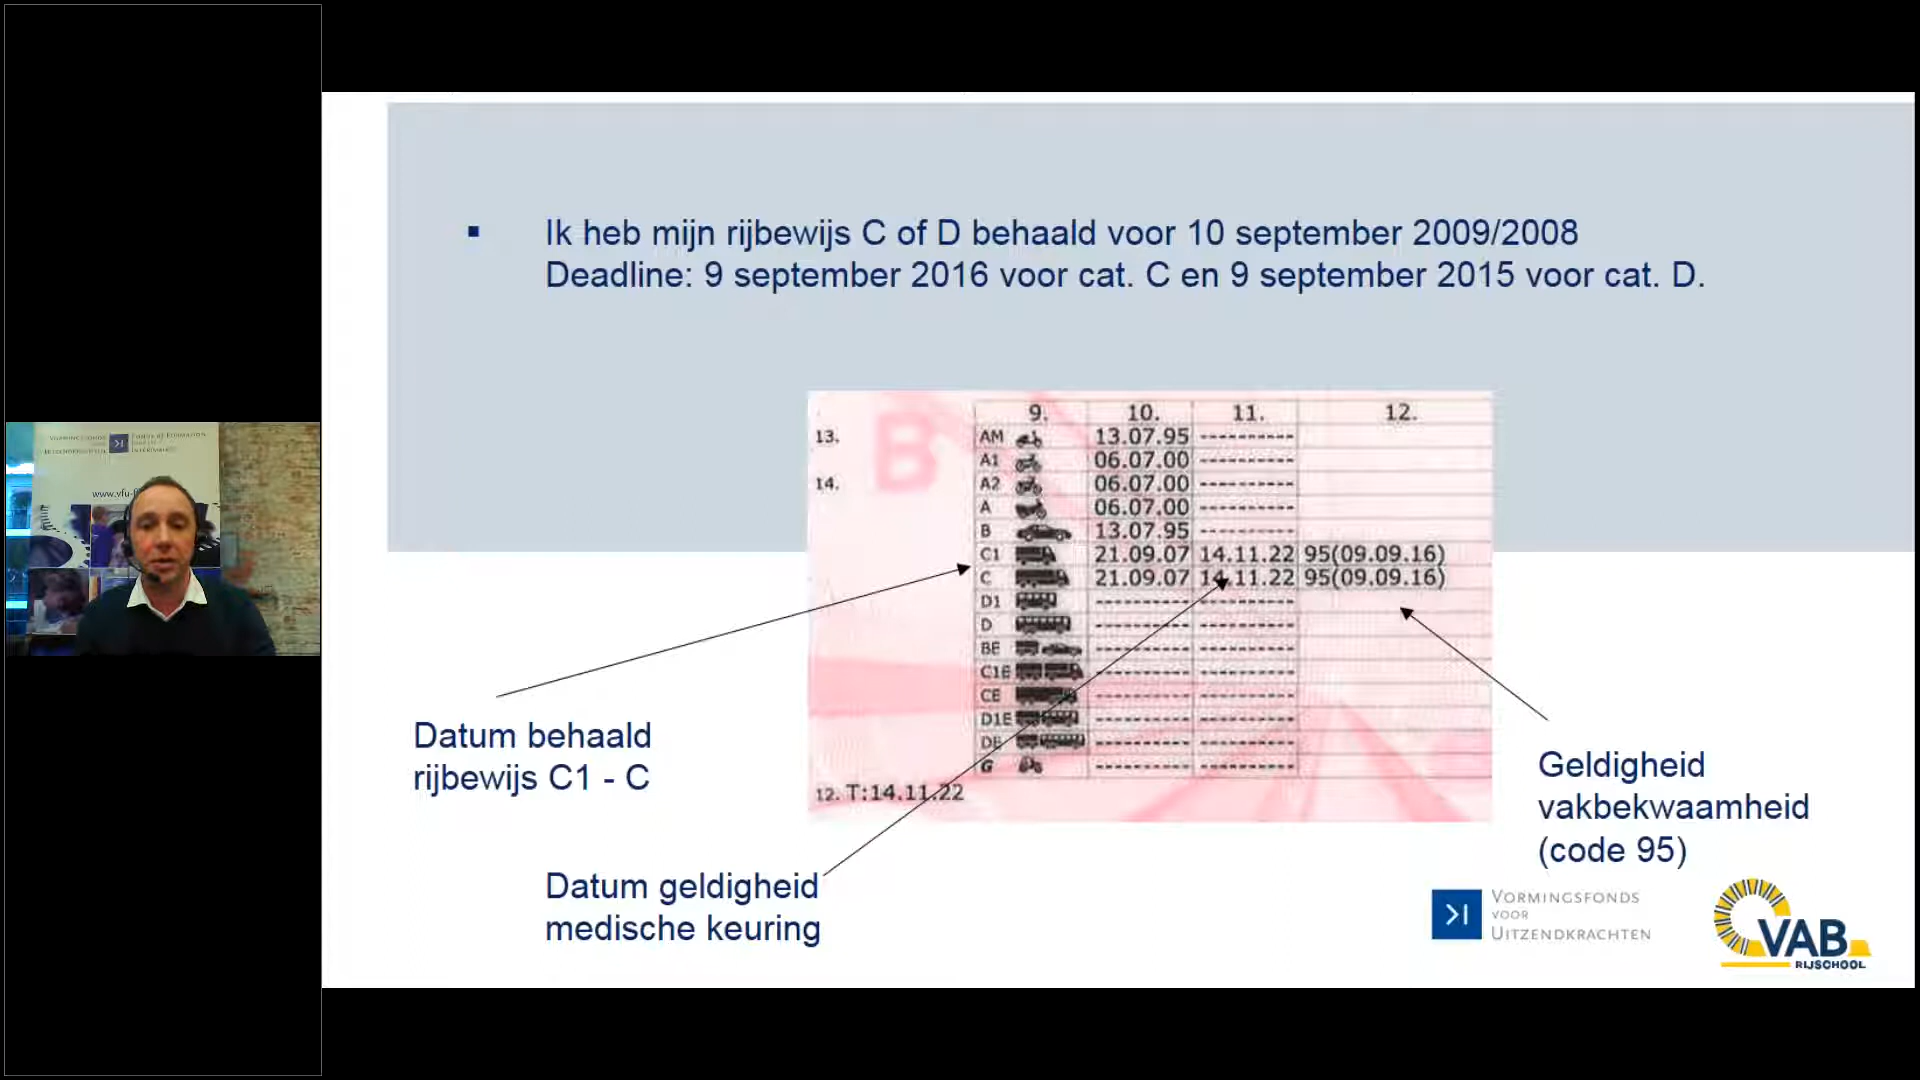 Ik heb mijn rijbewijs C of D behaald voor 10 september 2009/2008
Deadline: 9 september 2016 voor cat. C en 9 september 2015 voor cat. D.
9. 10. 11. 12.
13.
14.
AM 13.07.95 ----------
A1 06.07.00 ----------
A2 06.07.00 ----------
A 06.07.00 ----------
B 13.07.95 ----------
C1 21.09.07 14.11.22 95(09.09.16)
C 21.09.07 14.11.22 95(09.09.16)
D1 ---------- ----------
D ---------- ----------
BE ---------- ----------
C1E ---------- ----------
CE ---------- ----------
D1E ---------- ----------
DE ---------- ----------
G ---------- ----------
12. T:14.11.22
B
Datum behaald
rijbewijs C1 - C
Datum geldigheid
medische keuring
Geldigheid
vakbekwaamheid
(code 95)
VORMINGSFONDS
VOOR
UITZENDKRACHTEN
VAB
RIJSCHOOL
VORMINGSFONDS
UITZENDKRACHTEN
www.vfu-f